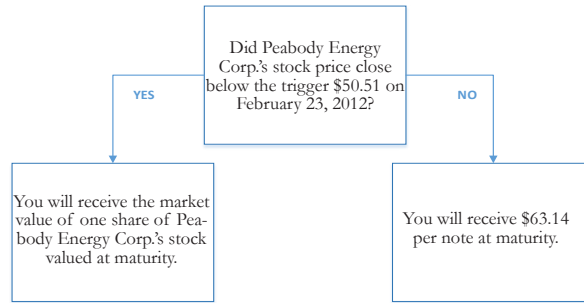 Did Peabody Energy
Corp.'s stock price close
below the trigger $50.51 on
February 23, 2012?
YES
NO
You will receive the market
value of one share of Pea-
body Energy Corp.'s stock
valued at maturity.
You will receive $63.14
per note at maturity.